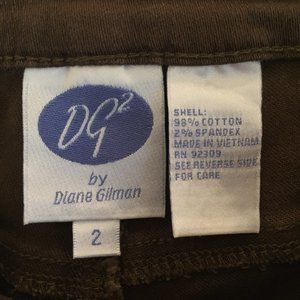 DG²
by
Diane Gilman
2
SHELL:
98% COTTON
2% SPANDEX
MADE IN VIETNAM
RN 92309
SEE REVERSE SIDE
FOR CARE